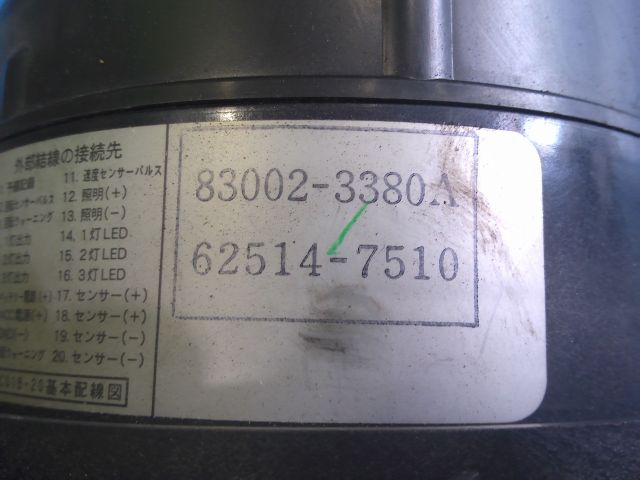 外部結線の接続先
11. 速度センサーパルス
12. 照明(+)
13. 照明(-)
14. 1灯LED
15. 2灯LED
16. 3灯LED
17. センサー(+)
18. センサー(+)
19. センサー(-)
20. センサー(-)
基本配線図
83002-3380A
62514-7510